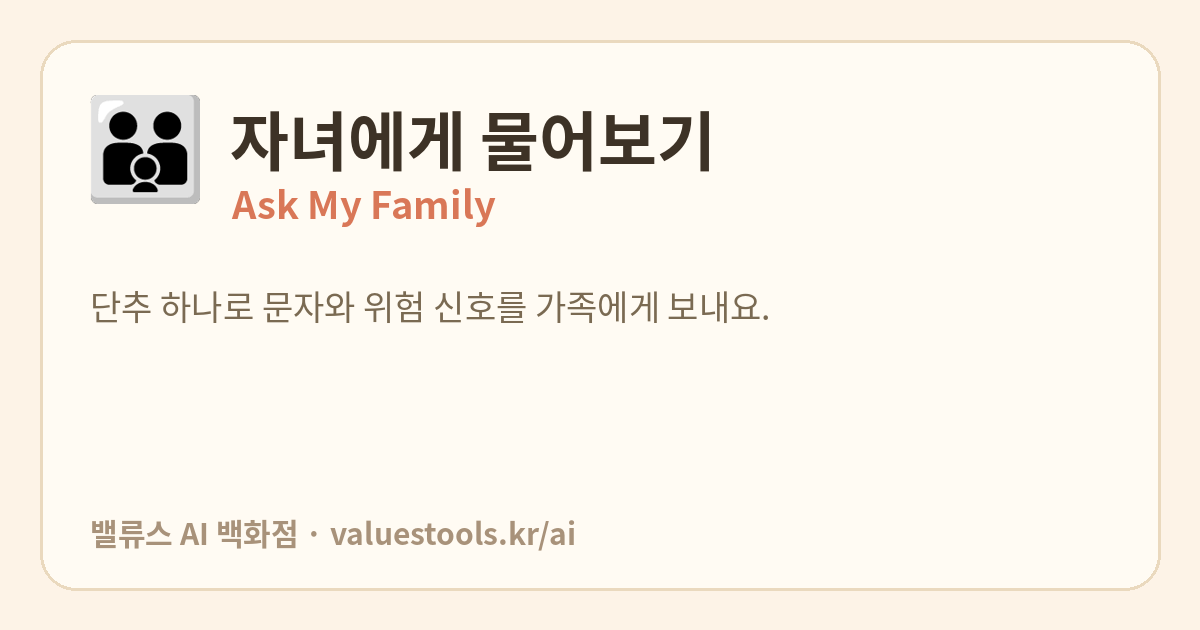 자녀에게 물어보기
Ask My Family
단추 하나로 문자와 위험 신호를 가족에게 보내요.
밸류스 AI 백화점 · valuestools.kr/ai